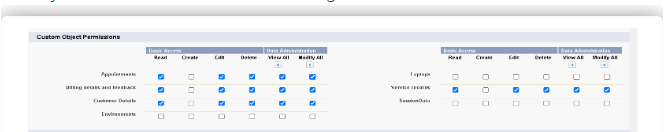 Custom Object Permissions
Basic Access Data Administration Basic Access Data Administration
Read Create Edit Delete View All Modify All Read Create Edit Delete View All Modify All
Appointments Laptops
Billing details and feedback Service records
Customer Details SessionData
Environments